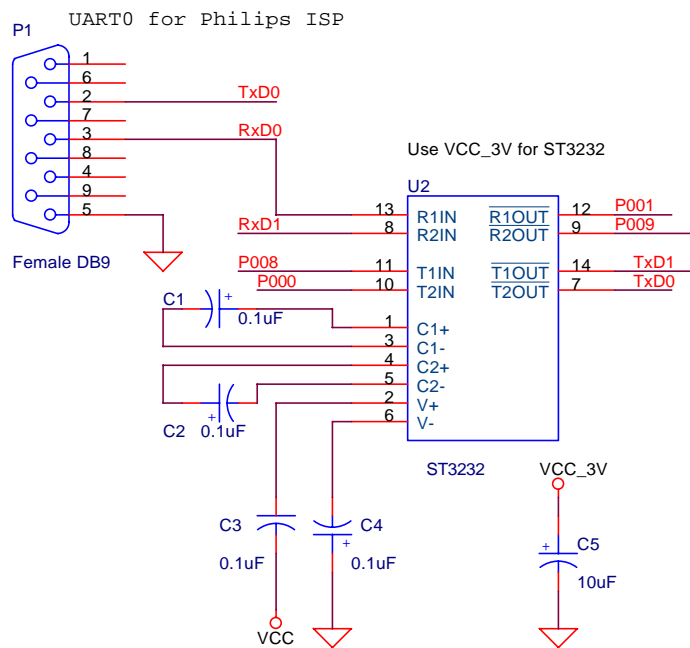 UART0 for Philips ISP
P1
1
6
2
7
3
8
4
9
5
TxD0
RxD0
Female DB9
Use VCC_3V for ST3232
U2
13 R1IN R1OUT 12 P001
RxD1 8 R2IN R2OUT 9 P009
P008 11 T1IN T1OUT 14 TxD1
P000 10 T2IN T2OUT 7 TxD0
C1 + 0.1uF
1 C1+
3 C1-
4 C2+
5 C2-
2 V+
6 V-
C2 + 0.1uF
ST3232
VCC_3V
C3 + 0.1uF
C4 + 0.1uF
+ C5
10uF
VCC